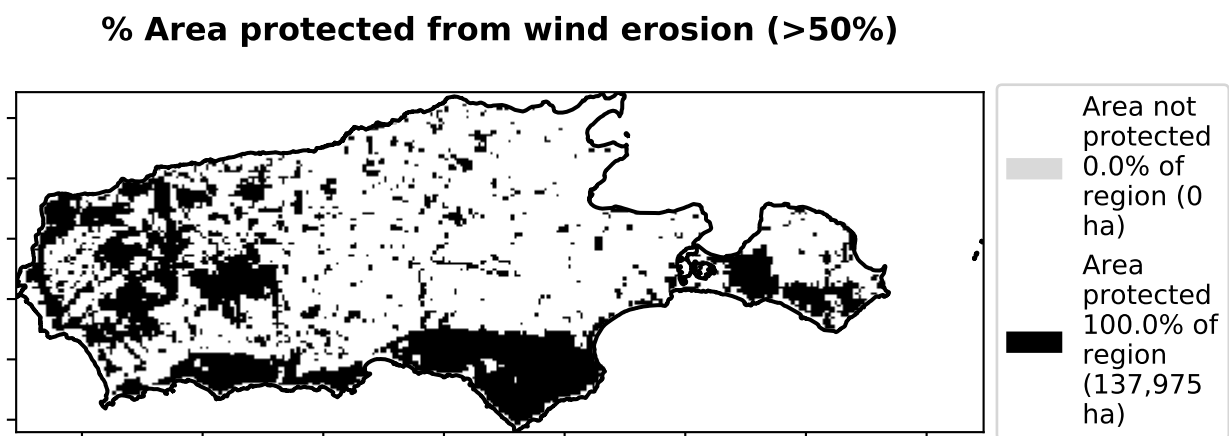 % Area protected from wind erosion (>50%)
Area not
protected
0.0% of
region (0
ha)
Area
protected
100.0% of
region
(137,975
ha)